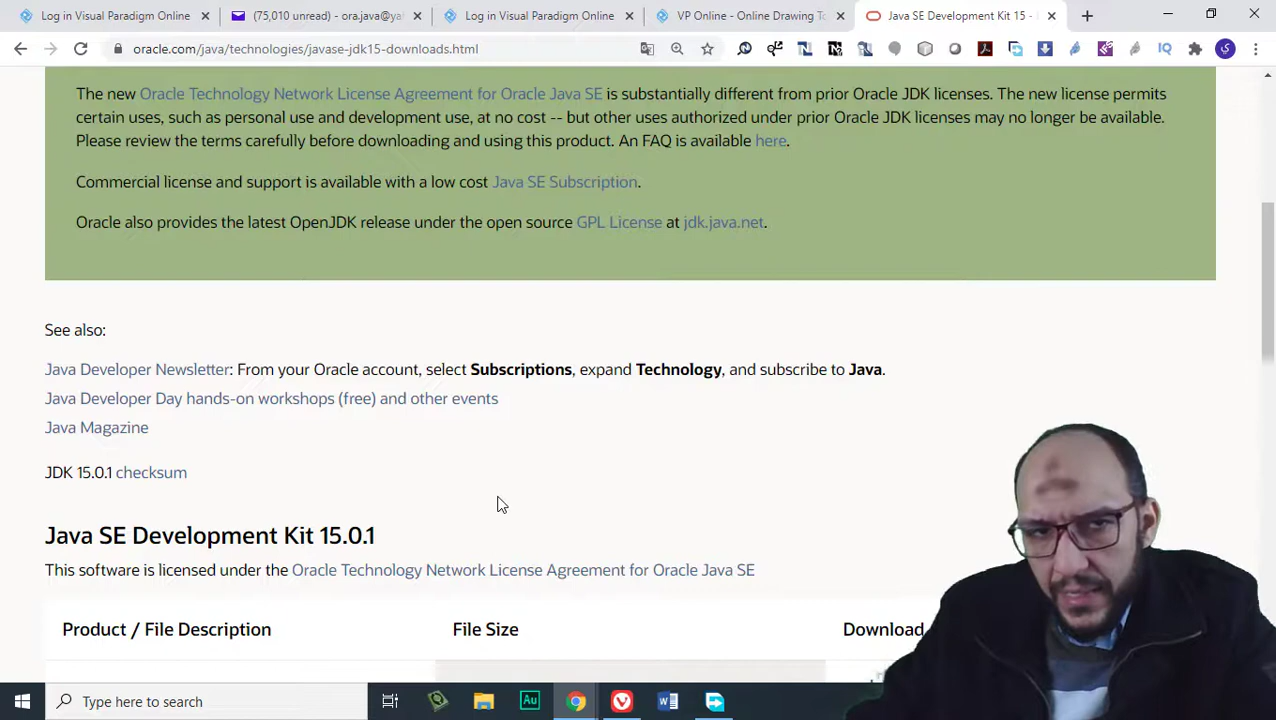 Log in Visual Paradigm Online
(75,010 unread) - ora.java@ya
Log in Visual Paradigm Online
VP Online - Online Drawing To
Java SE Development Kit 15 -
oracle.com/java/technologies/javase-jdk15-downloads.html
The new Oracle Technology Network License Agreement for Oracle Java SE is substantially different from prior Oracle JDK licenses. The new license permits
certain uses, such as personal use and development use, at no cost -- but other uses authorized under prior Oracle JDK licenses may no longer be available.
Please review the terms carefully before downloading and using this product. An FAQ is available here.
Commercial license and support is available with a low cost Java SE Subscription.
Oracle also provides the latest OpenJDK release under the open source GPL License at jdk.java.net.
See also:
Java Developer Newsletter: From your Oracle account, select Subscriptions, expand Technology, and subscribe to Java.
Java Developer Day hands-on workshops (free) and other events
Java Magazine
JDK 15.0.1 checksum
Java SE Development Kit 15.0.1
This software is licensed under the Oracle Technology Network License Agreement for Oracle Java SE
Product / File Description
File Size
Download
Type here to search
Au